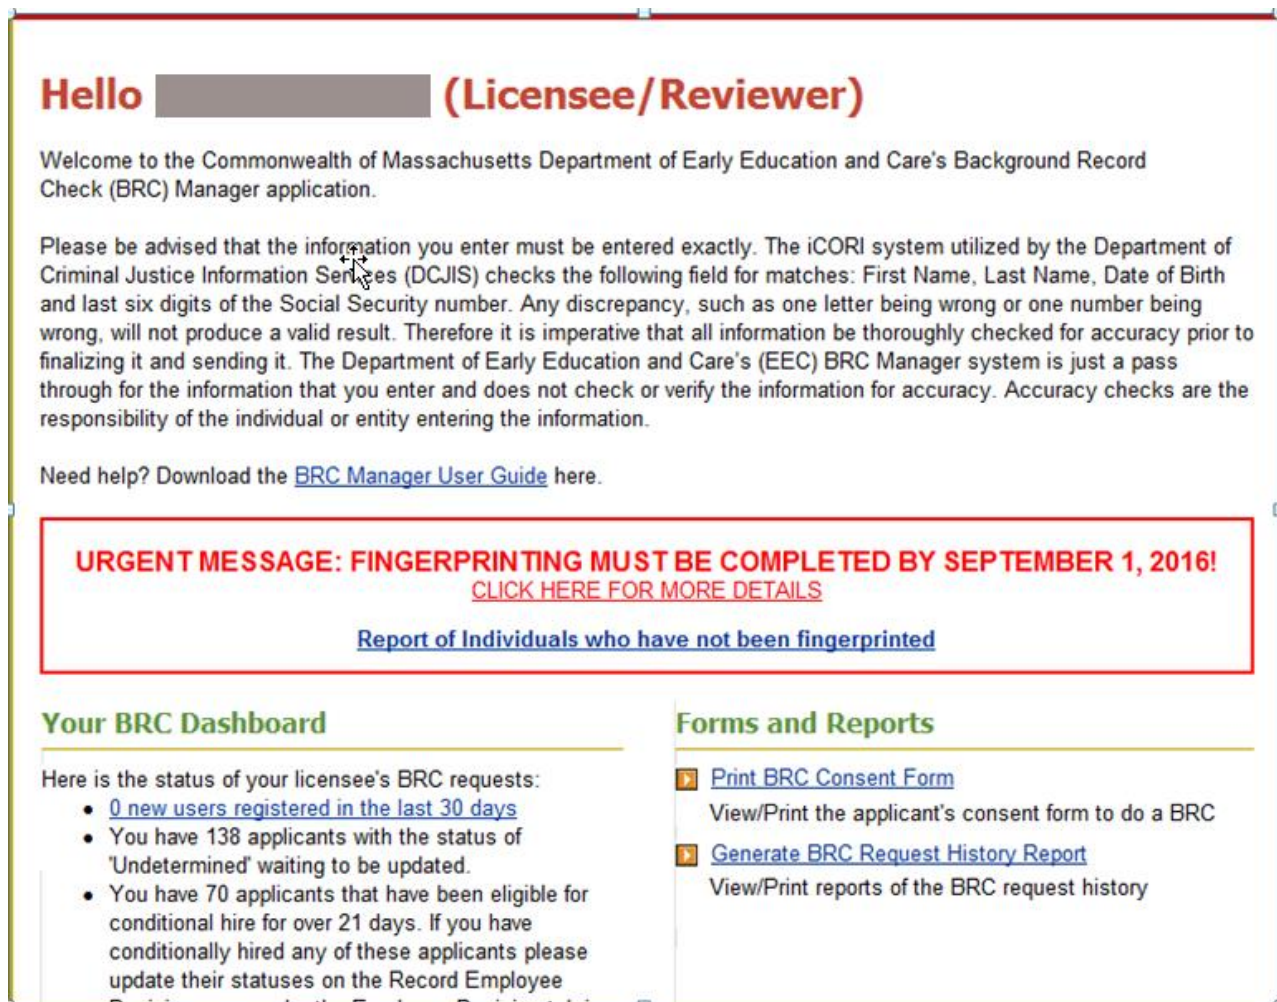 Hello (Licensee/Reviewer)
Welcome to the Commonwealth of Massachusetts Department of Early Education and Care's Background Record
Check (BRC) Manager application.
Please be advised that the information you enter must be entered exactly. The iCORI system utilized by the Department of
Criminal Justice Information Services (DCJIS) checks the following field for matches: First Name, Last Name, Date of Birth
and last six digits of the Social Security number. Any discrepancy, such as one letter being wrong or one number being
wrong, will not produce a valid result. Therefore it is imperative that all information be thoroughly checked for accuracy prior to
finalizing it and sending it. The Department of Early Education and Care's (EEC) BRC Manager system is just a pass
through for the information that you enter and does not check or verify the information for accuracy. Accuracy checks are the
responsibility of the individual or entity entering the information.
Need help? Download the BRC Manager User Guide here.
URGENT MESSAGE: FINGERPRINTING MUST BE COMPLETED BY SEPTEMBER 1, 2016!
CLICK HERE FOR MORE DETAILS
Report of Individuals who have not been fingerprinted
Your BRC Dashboard
Here is the status of your licensee's BRC requests:
• 0 new users registered in the last 30 days
• You have 138 applicants with the status of
'Undetermined' waiting to be updated.
• You have 70 applicants that have been eligible for
conditional hire for over 21 days. If you have
conditionally hired any of these applicants please
update their statuses on the Record Employee
Forms and Reports
Print BRC Consent Form
View/Print the applicant's consent form to do a BRC
Generate BRC Request History Report
View/Print reports of the BRC request history